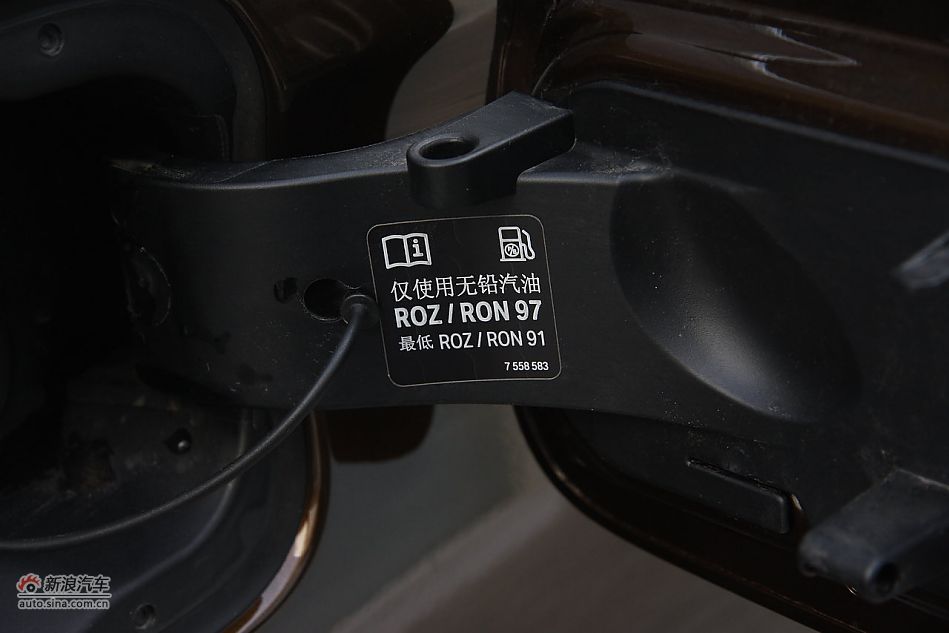 仅使用无铅汽油
ROZ / RON 97
最低 ROZ / RON 91
7 558 583
新浪汽车
auto.sina.com.cn